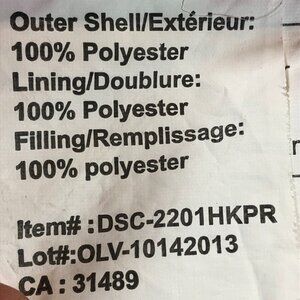 Outer Shell/Extérieur:
100% Polyester
Lining/Doublure:
100% Polyester
Filling/Remplissage:
100% polyester
Item# :DSC-2201HKPR
Lot#:OLV-10142013
CA : 31489